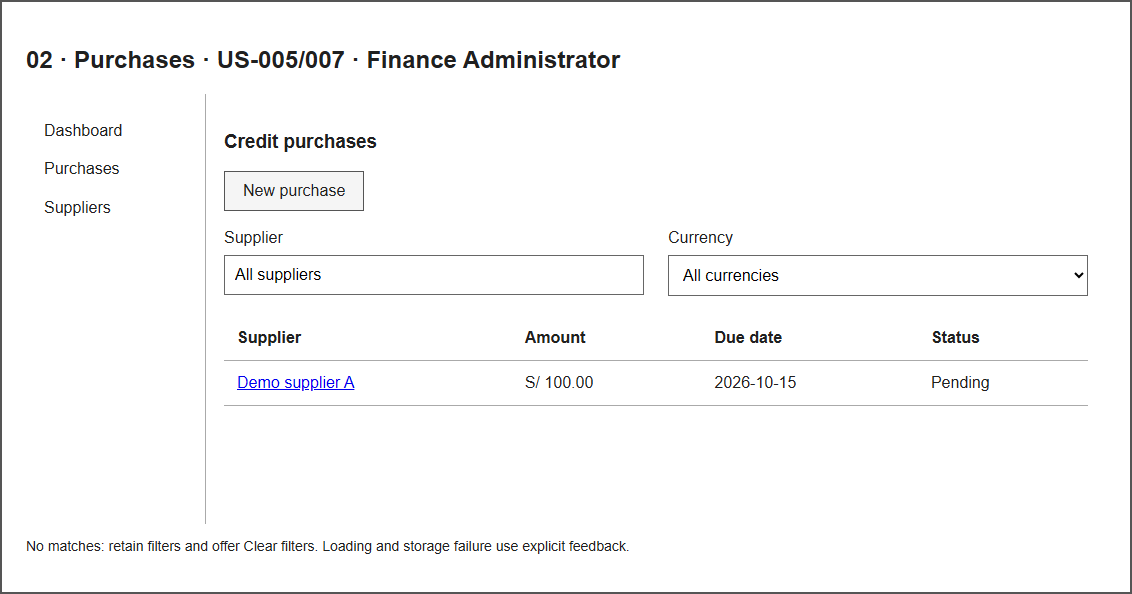 02 · Purchases · US-005/007 · Finance Administrator
Dashboard
Purchases
Suppliers
Credit purchases
New purchase
Supplier Currency
All suppliers All currencies
Supplier Amount Due date Status
Demo supplier A S/ 100.00 2026-10-15 Pending
No matches: retain filters and offer Clear filters. Loading and storage failure use explicit feedback.